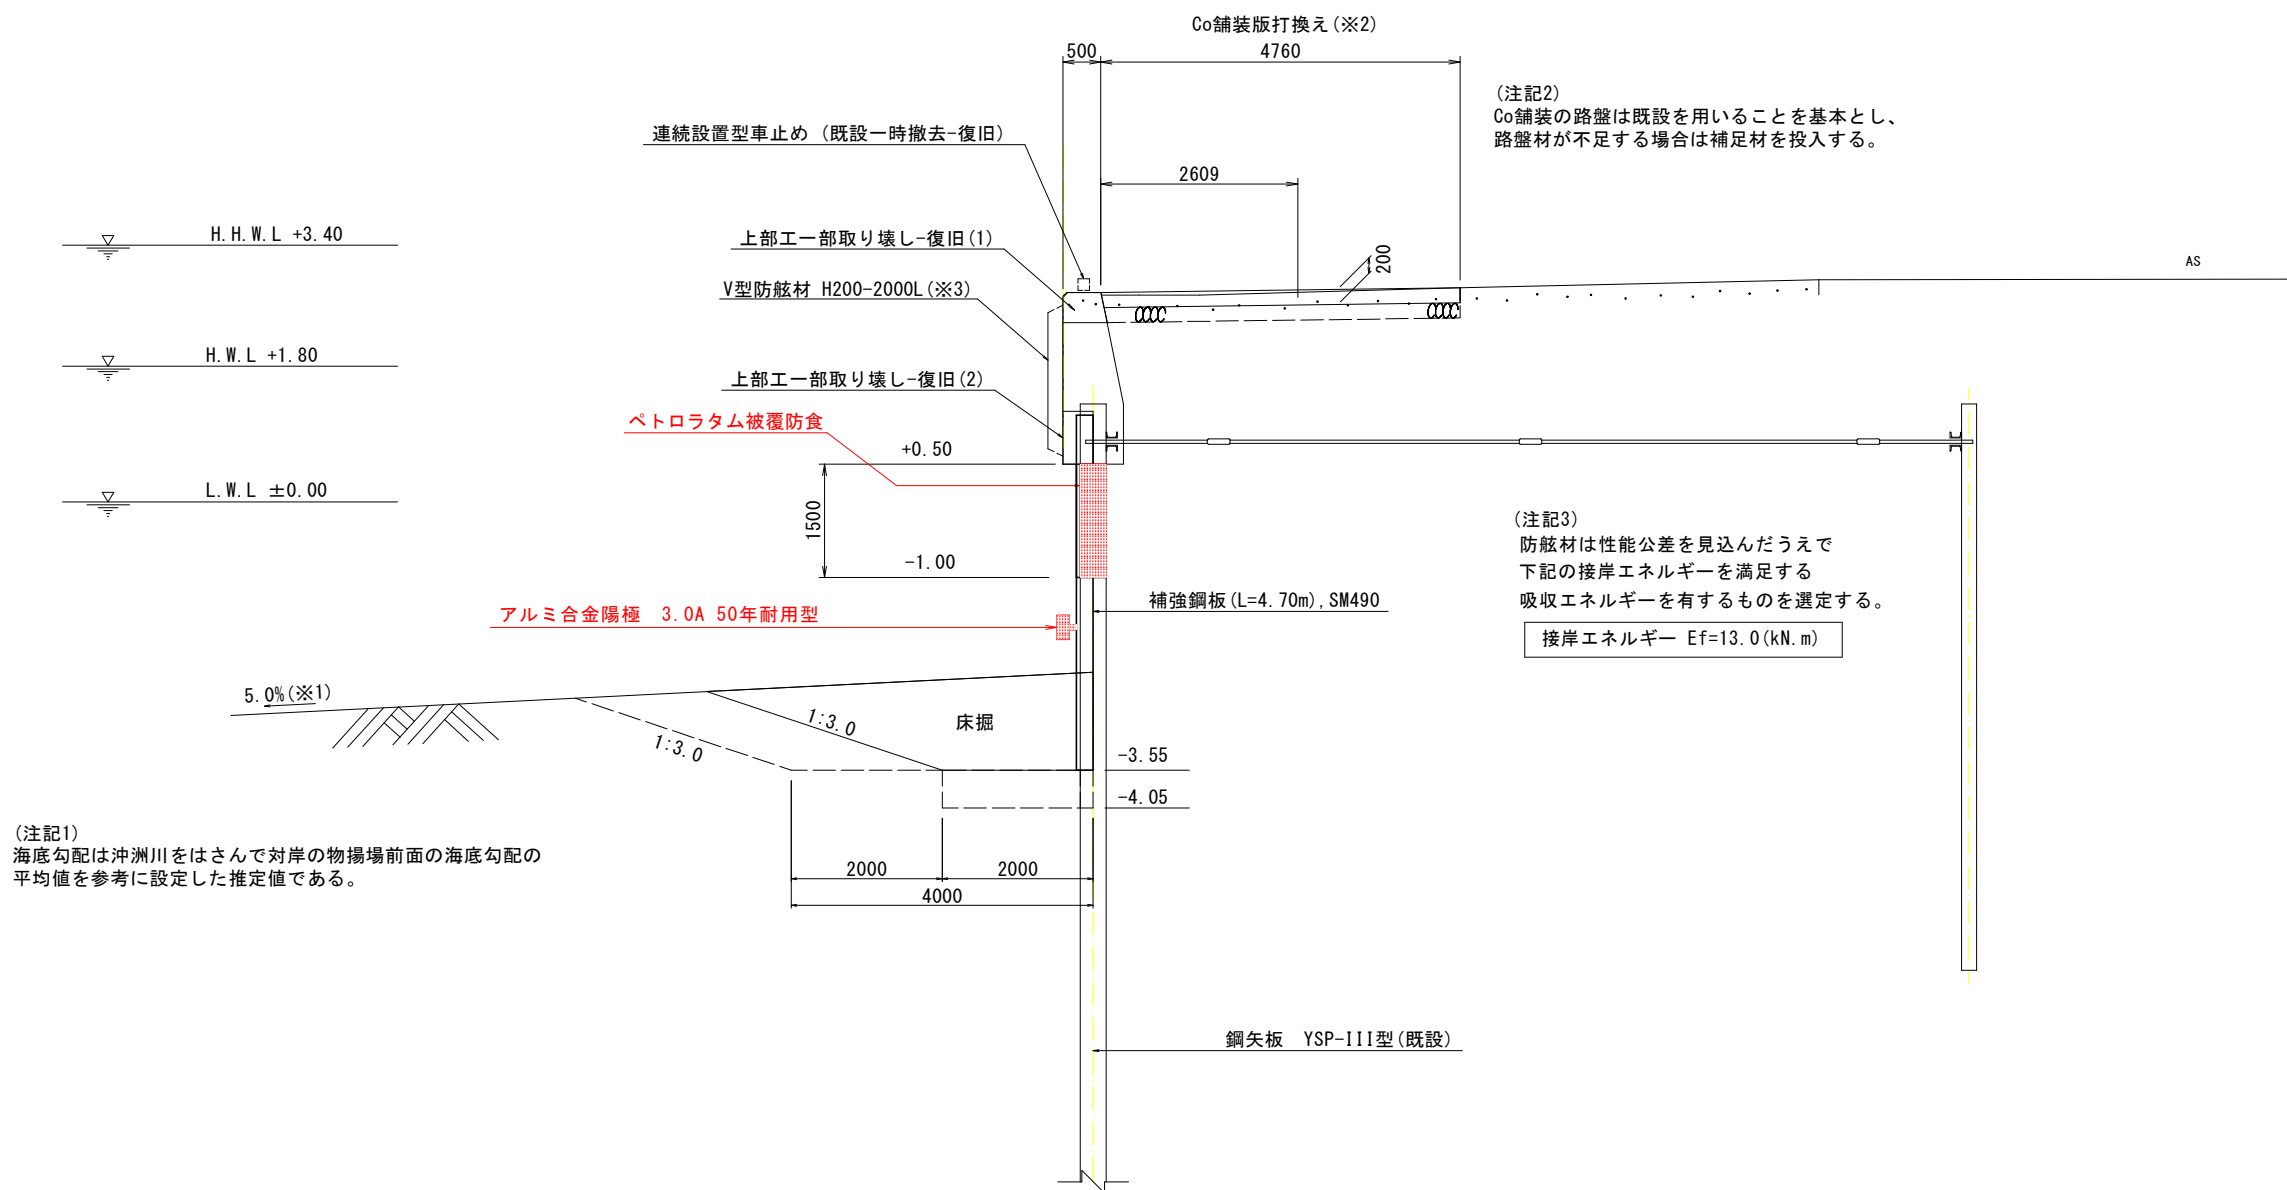 Co舗装版打換え(※2)
500
4760
(注記2)
Co舗装の路盤は既設を用いることを基本とし、
路盤材が不足する場合は補足材を投入する。
連続設置型車止め (既設一時撤去-復旧)
2609
H.H.W.L +3.40
上部工一部取り壊し-復旧(1)
200
AS
V型防舷材 H200-2000L(※3)
H.W.L +1.80
上部工一部取り壊し-復旧(2)
ペトロラタム被覆防食
+0.50
L.W.L ±0.00
1500
-1.00
(注記3)
防舷材は性能公差を見込んだうえで
下記の接岸エネルギーを満足する
吸収エネルギーを有するものを選定する。
接岸エネルギー Ef=13.0(kN.m)
補強鋼板(L=4.70m),SM490
アルミ合金陽極 3.0A 50年耐用型
5.0%(※1)
1:3.0
床掘
1:3.0
-3.55
-4.05
(注記1)
海底勾配は沖洲川をはさんで対岸の物揚場前面の海底勾配の
平均値を参考に設定した推定値である。
2000
2000
4000
鋼矢板 YSP-III型(既設)